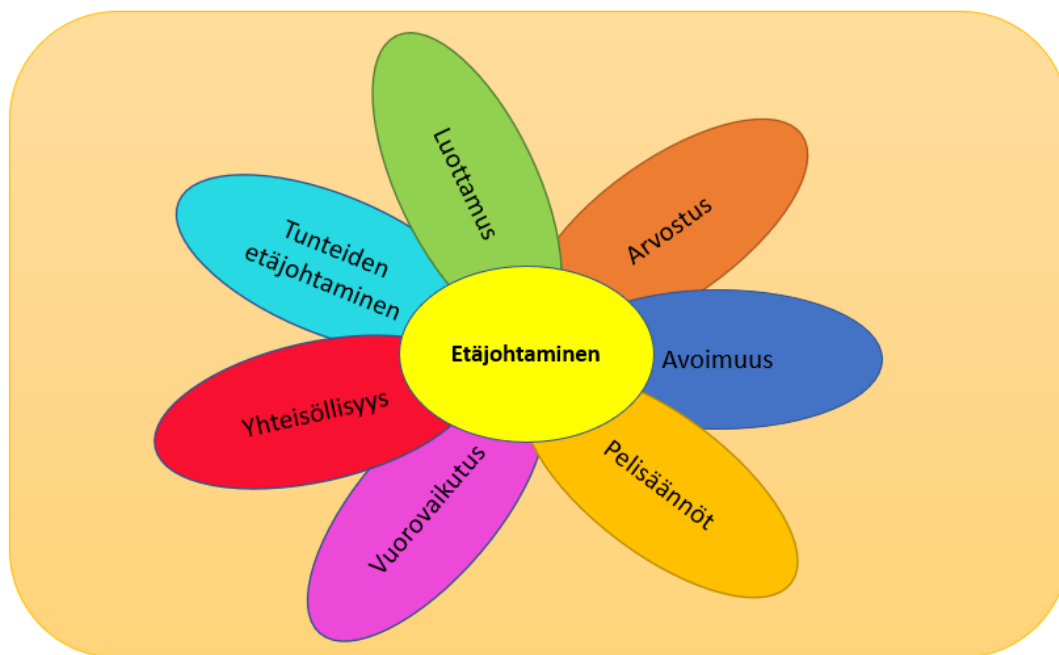 Luottamus
Arvostus
Tunteiden
etäjohtaminen
Etäjohtaminen
Avoimuus
Yhteisöllisyys
Pelisäännöt
Vuorovaikutus